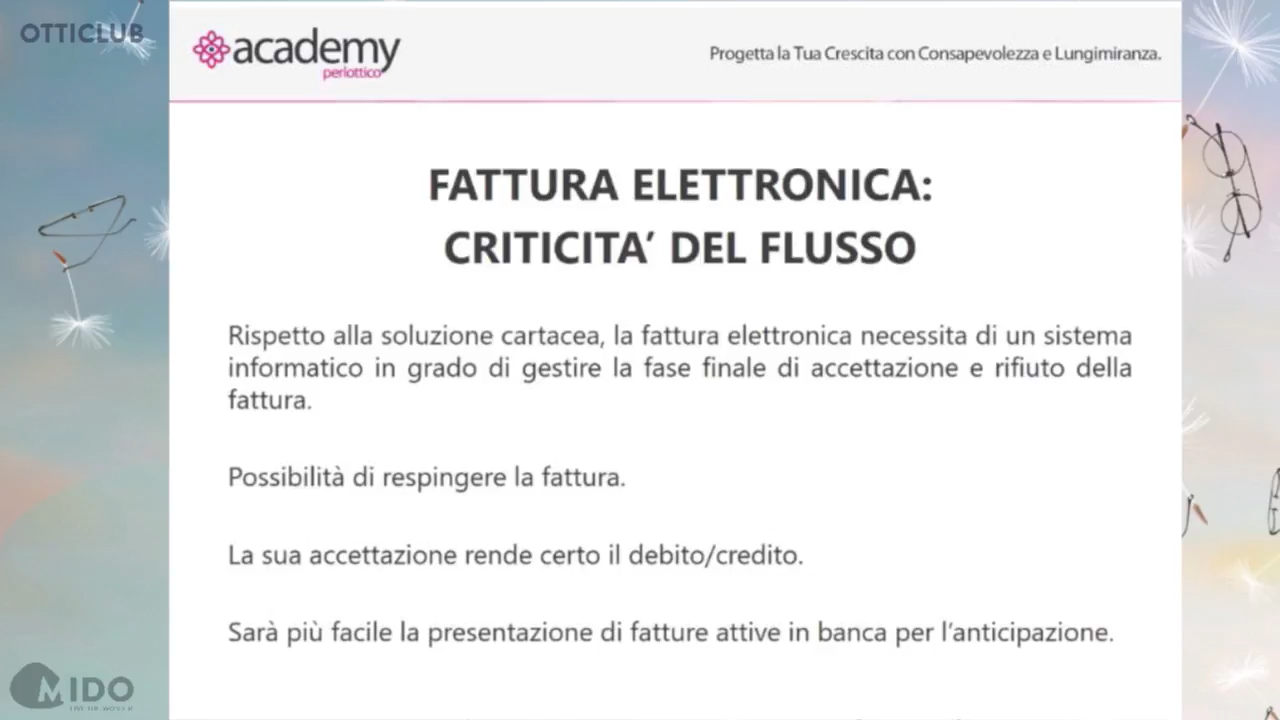 OTTICLUB
academy
periottico
Progetta la Tua Crescita con Consapevolezza e Lungimiranza.
FATTURA ELETTRONICA:
CRITICITA’ DEL FLUSSO
Rispetto alla soluzione cartacea, la fattura elettronica necessita di un sistema
informatico in grado di gestire la fase finale di accettazione e rifiuto della
fattura.
Possibilità di respingere la fattura.
La sua accettazione rende certo il debito/credito.
Sarà più facile la presentazione di fatture attive in banca per l’anticipazione.
MIDO